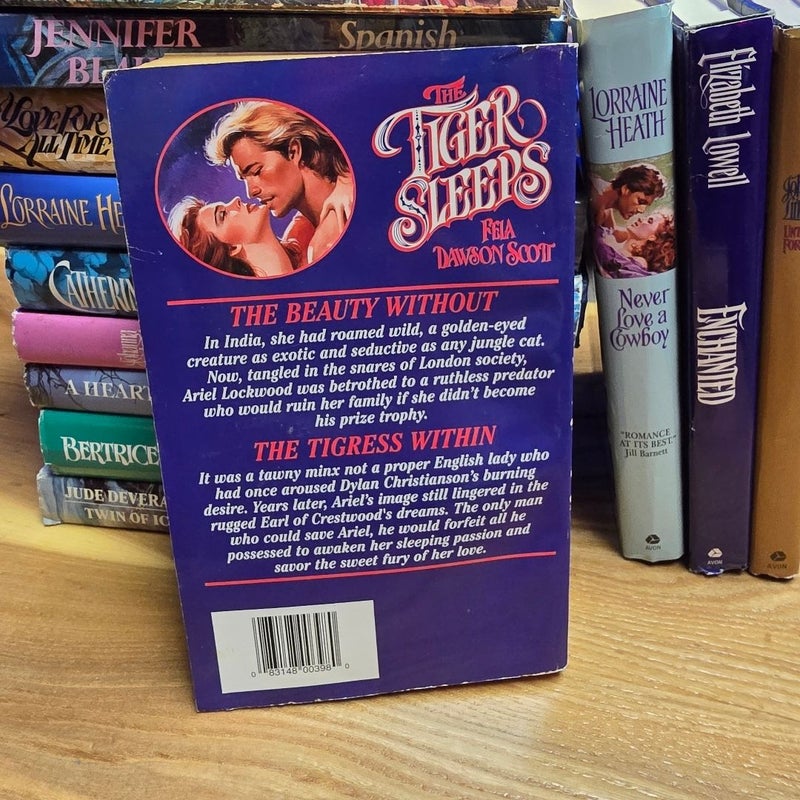 JENNIFER
BLA
Spanish
LOVE FOR
ALL TIME
LORRAINE HE
CATHERIN
A HEART
BERTRICE
JUDE DEVERA
TWIN OF IC
THE
TIGER
SLEEPS
FELA
DAWSON SCOTT
THE BEAUTY WITHOUT
In India, she had roamed wild, a golden-eyed
creature as exotic and seductive as any jungle cat.
Now, tangled in the snares of London society,
Ariel Lockwood was betrothed to a ruthless predator
who would ruin her family if she didn't become
his prize trophy.
THE TIGRESS WITHIN
It was a tawny minx not a proper English lady who
had once aroused Dylan Christianson's burning
desire. Years later, Ariel's image still lingered in the
rugged Earl of Crestwood's dreams. The only man
who could save Ariel, he would forfeit all he
possessed to awaken her sleeping passion and
savor the sweet fury of her love.
0 83148 00398 0
LORRAINE
HEATH
Never
Love a
Cowboy
"ROMANCE
AT ITS BEST."
Jill Barnett
AVON
Elizabeth Lowell
ENCHANTED
AVON
AVON